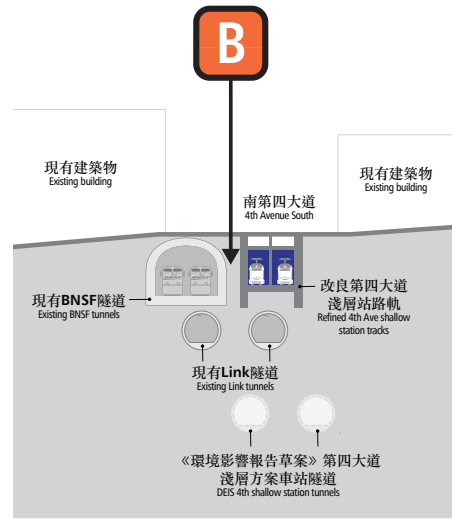 B
現有建築物
Existing building
現有建築物
Existing building
南第四大道
4th Avenue South
現有BNSF隧道
Existing BNSF tunnels
改良第四大道
淺層站路軌
Refined 4th Ave shallow
station tracks
現有Link隧道
Existing Link tunnels
《環境影響報告草案》第四大道
淺層方案車站隧道
DEIS 4th shallow station tunnels